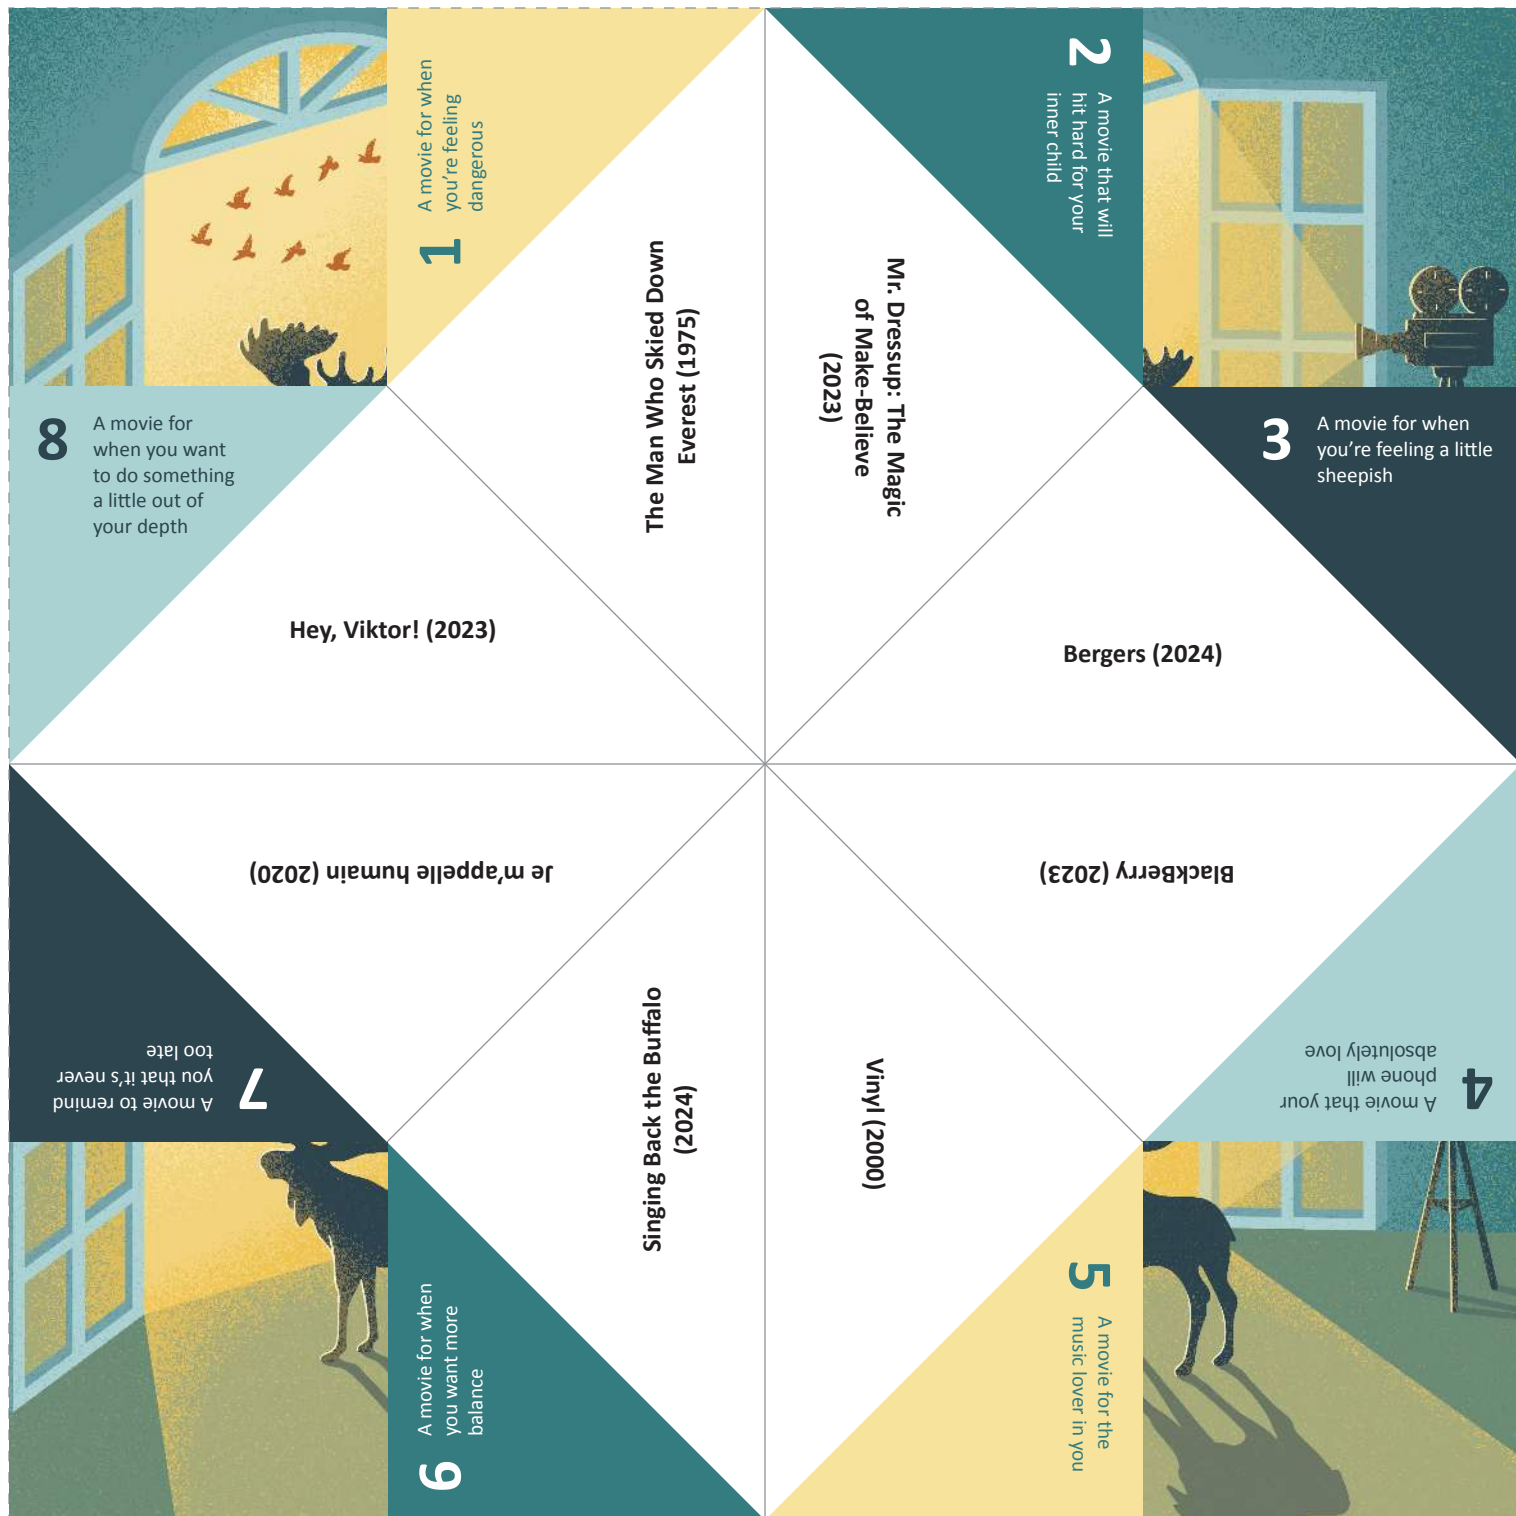 1
A movie for when
you’re feeling
dangerous
The Man Who Skied Down
Everest (1975)
2
A movie that will
hit hard for your
inner child
Mr. Dressup: The Magic
of Make-Believe
(2023)
3
A movie for when
you’re feeling a little
sheepish
Bergers (2024)
4
A movie that your
phone will
absolutely love
BlackBerry (2023)
5
A movie for the
music lover in you
Vinyl (2000)
6
A movie for when
you want more
balance
Singing Back the Buffalo
(2024)
7
A movie to remind
you that it’s never
too late
Je m’appelle humain (2020)
8
A movie for
when you want
to do something
a little out of
your depth
Hey, Viktor! (2023)